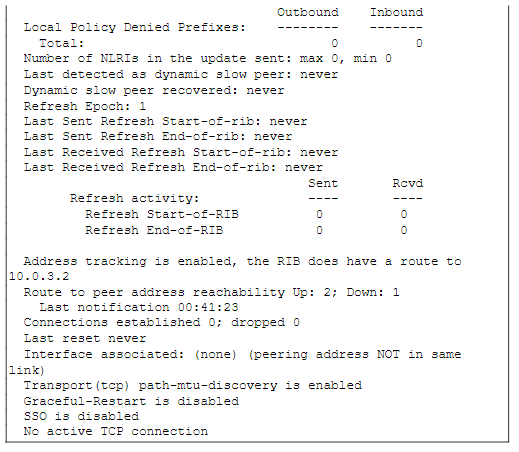 Outbound Inbound
Local Policy Denied Prefixes: -------- -------
Total: 0 0
Number of NLRIs in the update sent: max 0, min 0
Last detected as dynamic slow peer: never
Dynamic slow peer recovered: never
Refresh Epoch: 1
Last Sent Refresh Start-of-rib: never
Last Sent Refresh End-of-rib: never
Last Received Refresh Start-of-rib: never
Last Received Refresh End-of-rib: never
Sent Rcvd
Refresh activity: ---- ----
Refresh Start-of-RIB 0 0
Refresh End-of-RIB 0 0
Address tracking is enabled, the RIB does have a route to
10.0.3.2
Route to peer address reachability Up: 2; Down: 1
Last notification 00:41:23
Connections established 0; dropped 0
Last reset never
Interface associated: (none) (peering address NOT in same
link)
Transport(tcp) path-mtu-discovery is enabled
Graceful-Restart is disabled
SSO is disabled
No active TCP connection